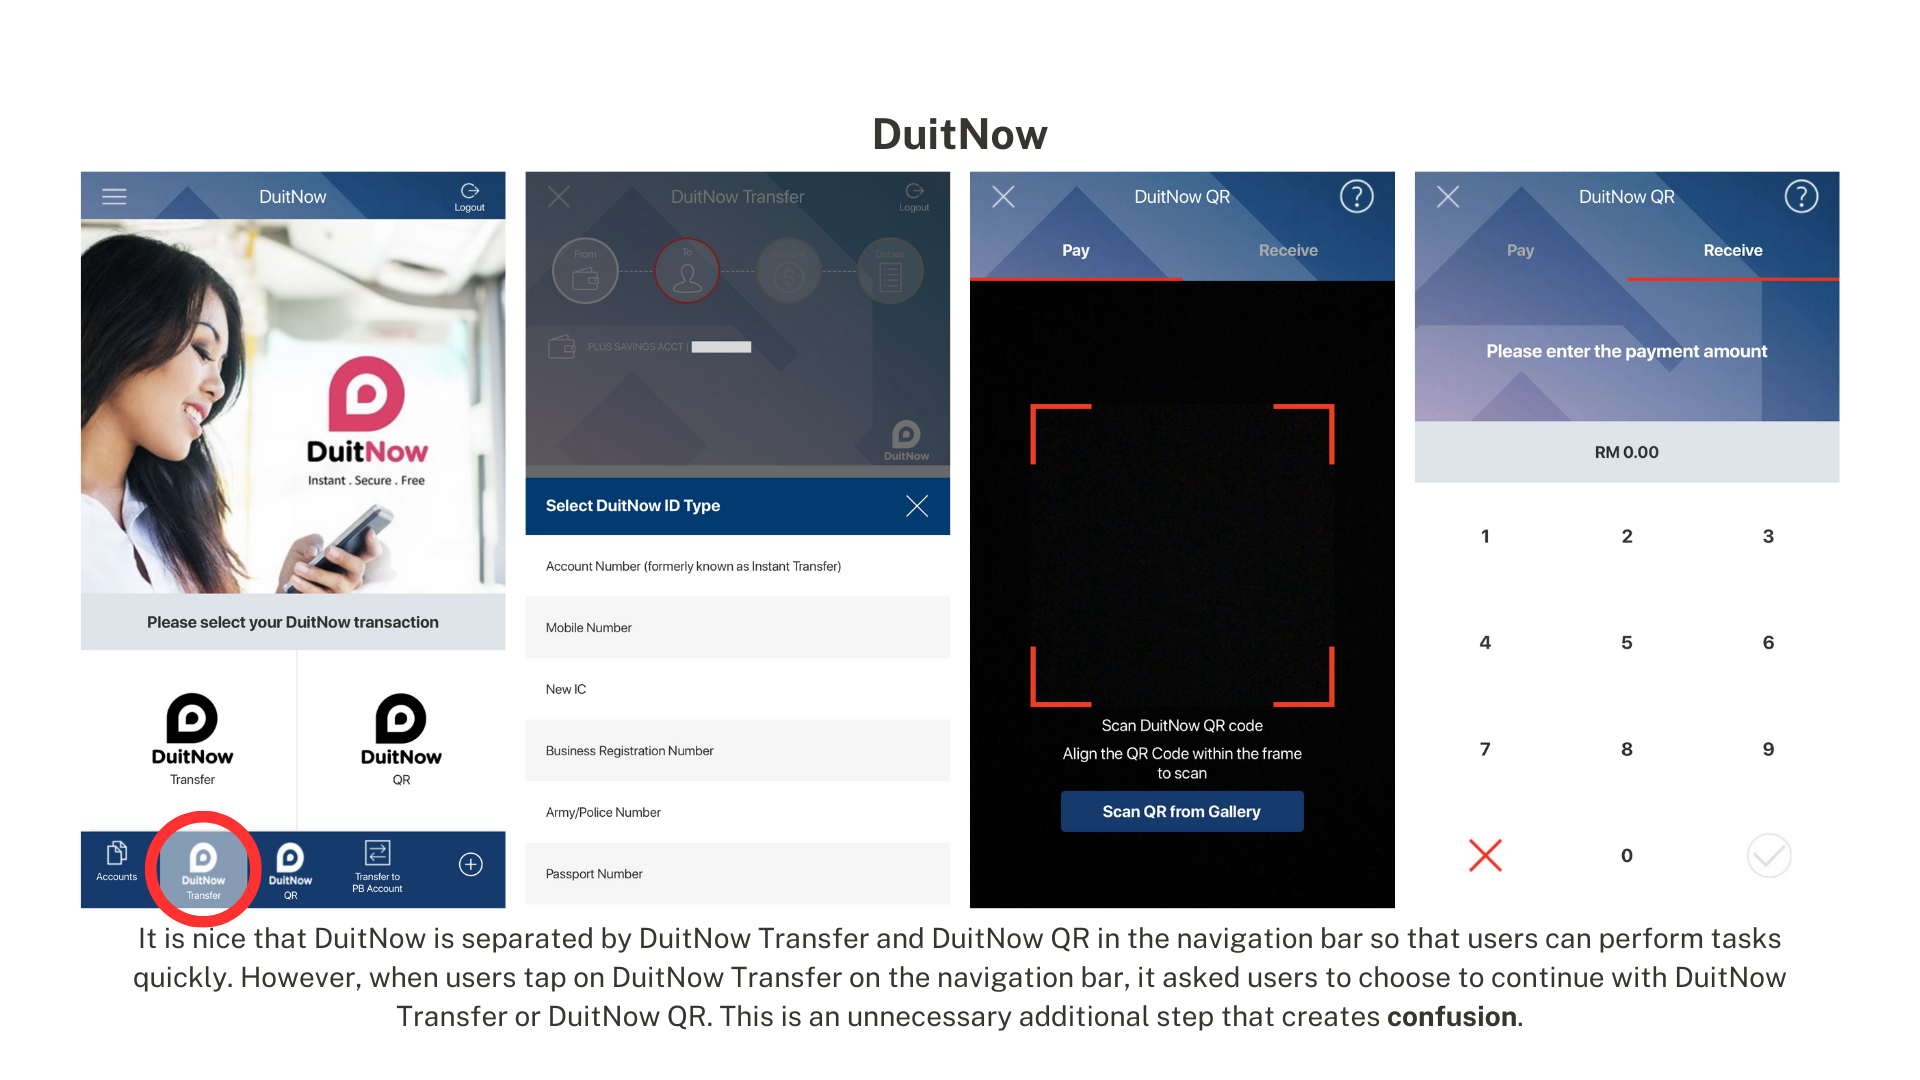 DuitNow
DuitNow
Logout
DuitNow
Instant . Secure . Free
Please select your DuitNow transaction
DuitNow
Transfer
DuitNow
QR
Accounts
DuitNow
Transfer
DuitNow
QR
Transfer to
PB Account
DuitNow Transfer
Logout
From
To
Amount
Details
PLUS SAVINGS ACCT |
DuitNow
Select DuitNow ID Type
Account Number (formerly known as Instant Transfer)
Mobile Number
New IC
Business Registration Number
Army/Police Number
Passport Number
DuitNow QR
?
Pay
Receive
Scan DuitNow QR code
Align the QR Code within the frame
to scan
Scan QR from Gallery
DuitNow QR
?
Pay
Receive
Please enter the payment amount
RM 0.00
1 2 3
4 5 6
7 8 9
0
It is nice that DuitNow is separated by DuitNow Transfer and DuitNow QR in the navigation bar so that users can perform tasks
quickly. However, when users tap on DuitNow Transfer on the navigation bar, it asked users to choose to continue with DuitNow
Transfer or DuitNow QR. This is an unnecessary additional step that creates confusion.